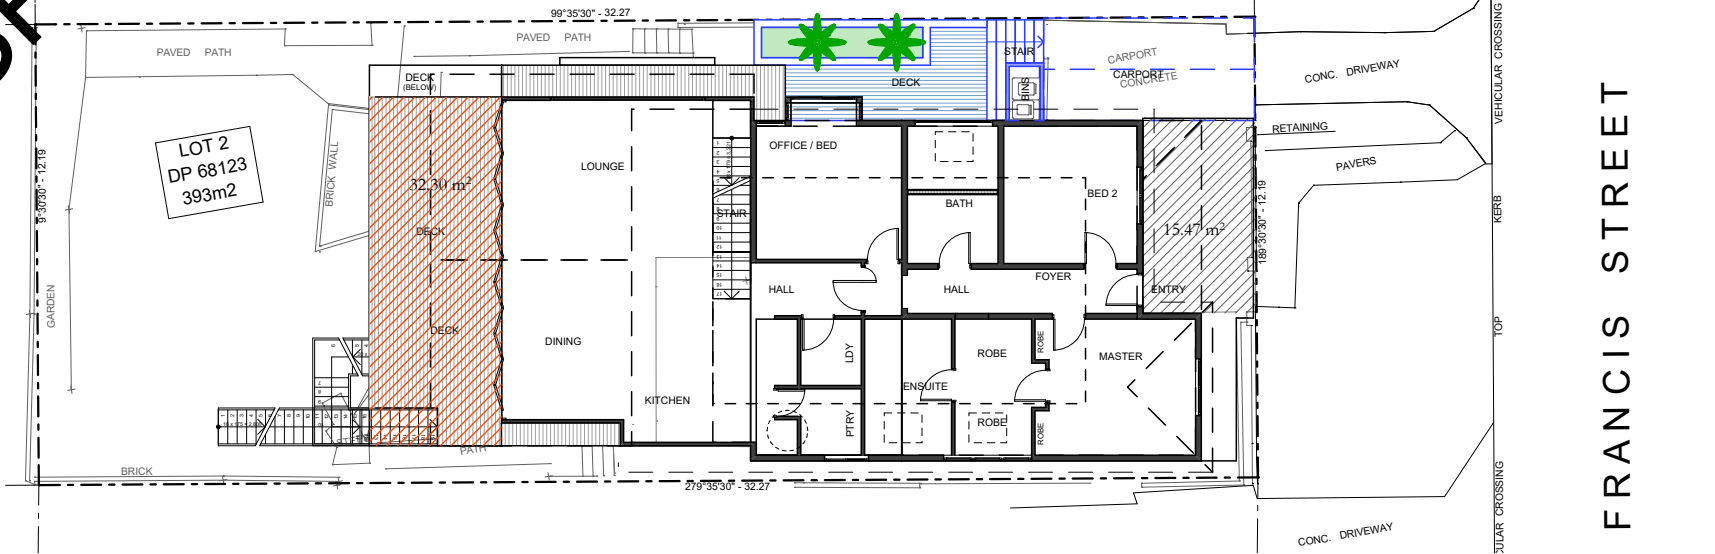 99°35'30" - 32.27
PAVED PATH
PAVED PATH
STAIR
CARPORT
CARPORT
CONCRETE
CONC. DRIVEWAY
VEHICULAR CROSSING
DECK
(BELOW)
DECK
BINS
LOT 2
DP 68123
393m2
BRICK WALL
LOUNGE
OFFICE / BED
RETAINING
PAVERS
9°30'30" - 12.19
32.30 m²
BATH
BED 2
189°30'30" - 12.19
KERB
FRANCIS STREET
STAIR
DECK
15.47 m²
FOYER
HALL
HALL
ENTRY
GARDEN
DECK
DINING
LDY
ROBE
ROBE
MASTER
TOP
ENSUITE
KITCHEN
PTRY
ROBE
ROBE
PATH
BRICK
279°35'30" - 32.27
CONC. DRIVEWAY
CULAR CROSSING